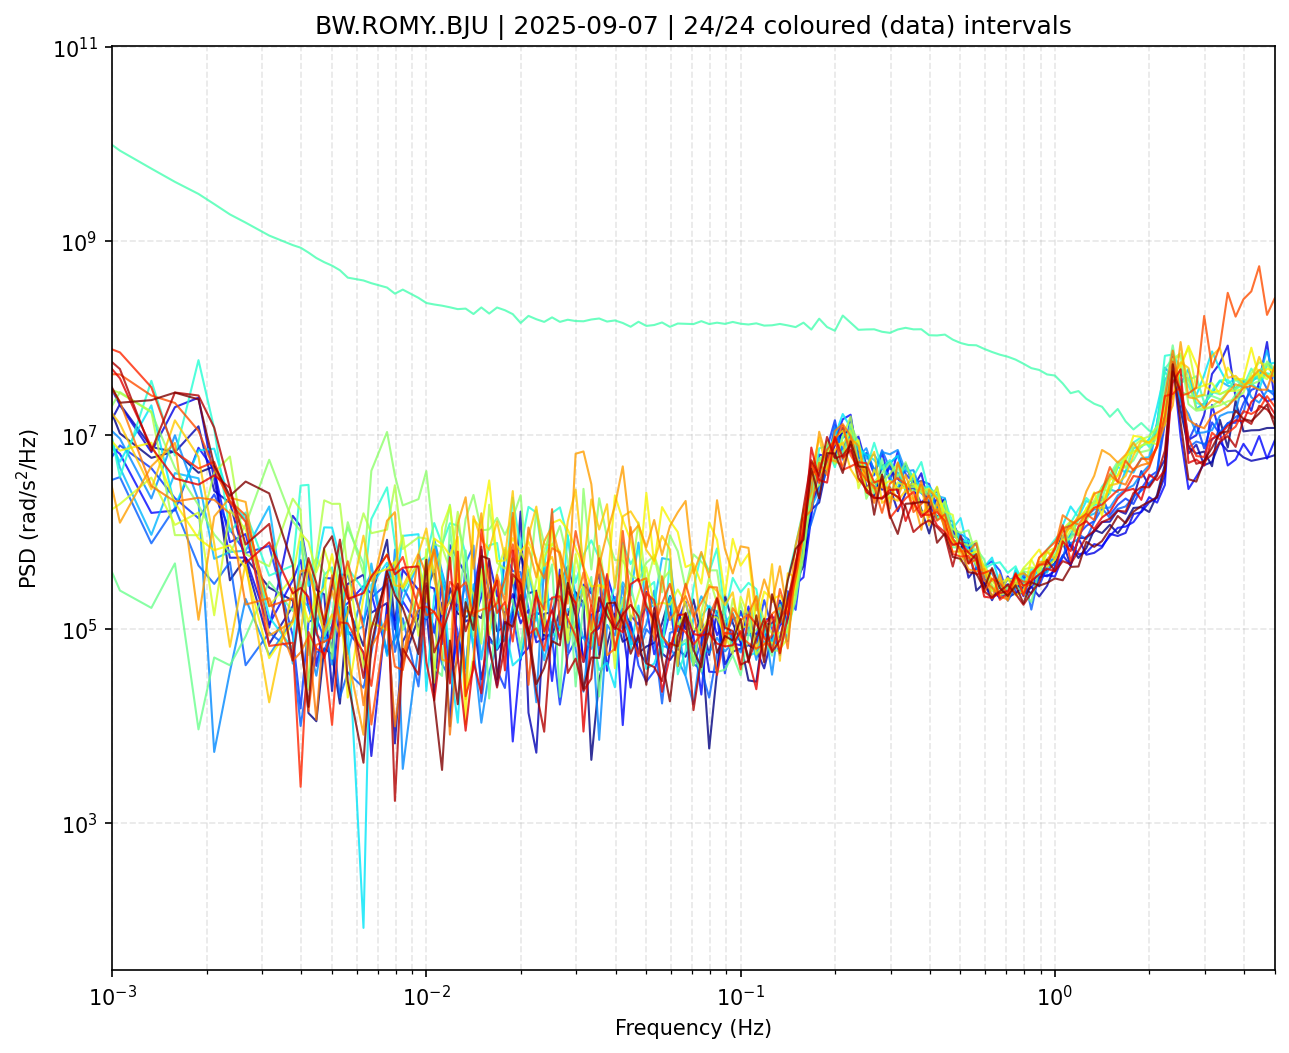 BW.ROMY..BJU | 2025-09-07 | 24/24 coloured (data) intervals
10¹¹
10⁹
10⁷
10⁵
10³
PSD (rad/s²/Hz)
10⁻³ 10⁻² 10⁻¹ 10⁰
Frequency (Hz)